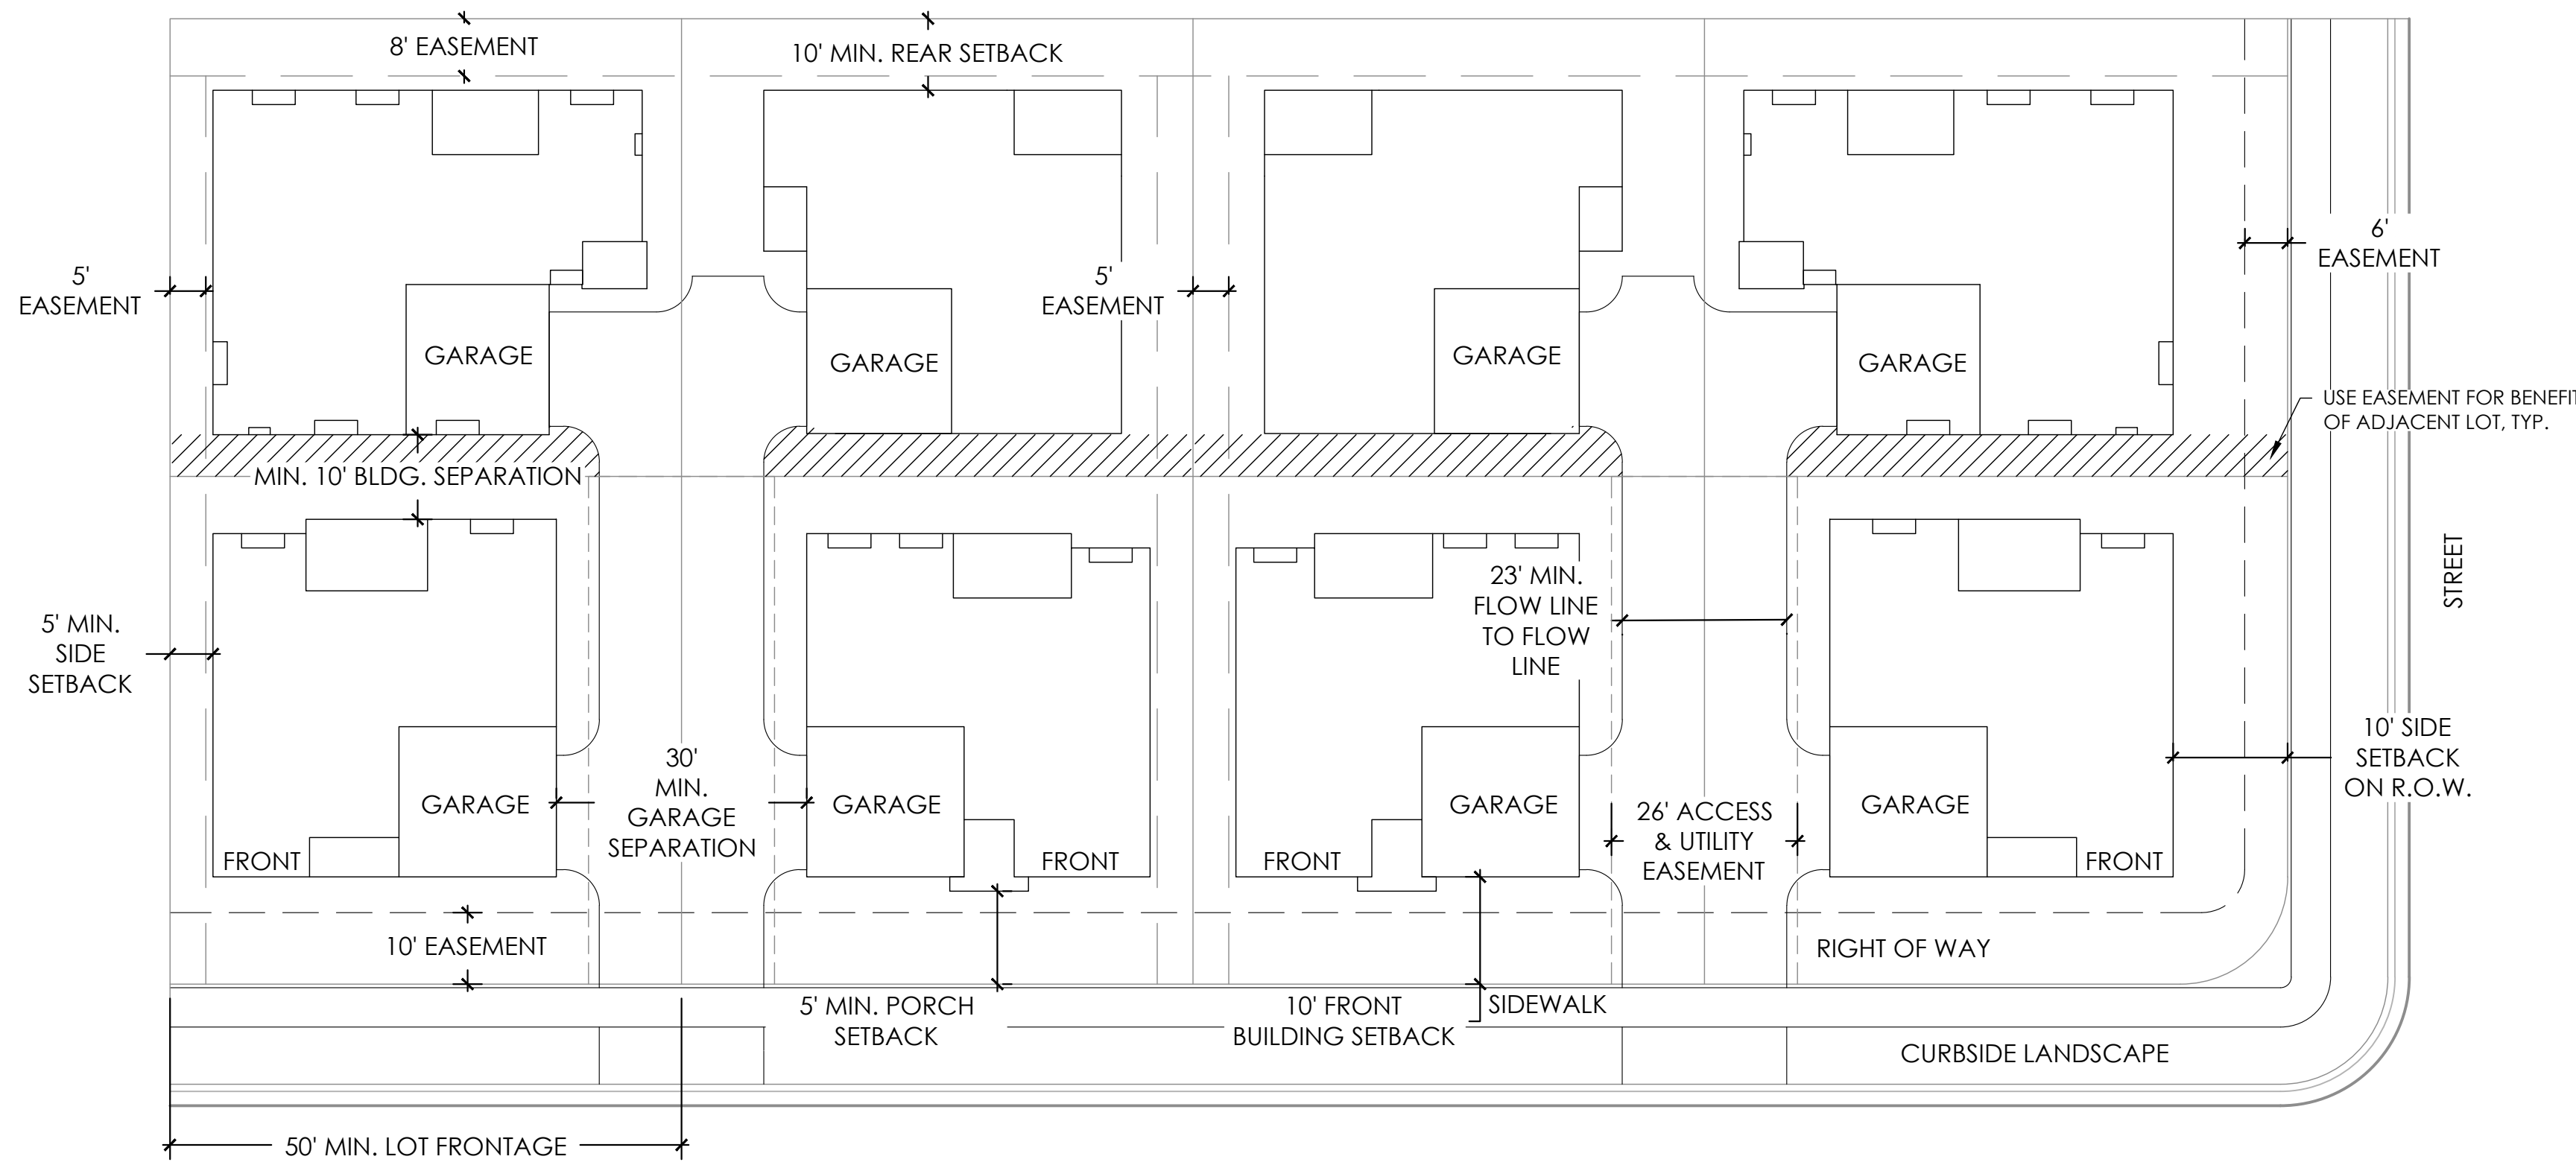 8' EASEMENT
10' MIN. REAR SETBACK
5'
EASEMENT
5'
EASEMENT
6'
EASEMENT
GARAGE
GARAGE
GARAGE
GARAGE
USE EASEMENT FOR BENEFIT
OF ADJACENT LOT, TYP.
MIN. 10' BLDG. SEPARATION
5' MIN.
SIDE
SETBACK
23' MIN.
FLOW LINE
TO FLOW
LINE
STREET
30'
MIN.
GARAGE
SEPARATION
10' SIDE
SETBACK
ON R.O.W.
GARAGE
GARAGE
GARAGE
GARAGE
26' ACCESS
& UTILITY
EASEMENT
FRONT
FRONT
FRONT
FRONT
10' EASEMENT
RIGHT OF WAY
5' MIN. PORCH
SETBACK
10' FRONT
BUILDING SETBACK
SIDEWALK
CURBSIDE LANDSCAPE
50' MIN. LOT FRONTAGE